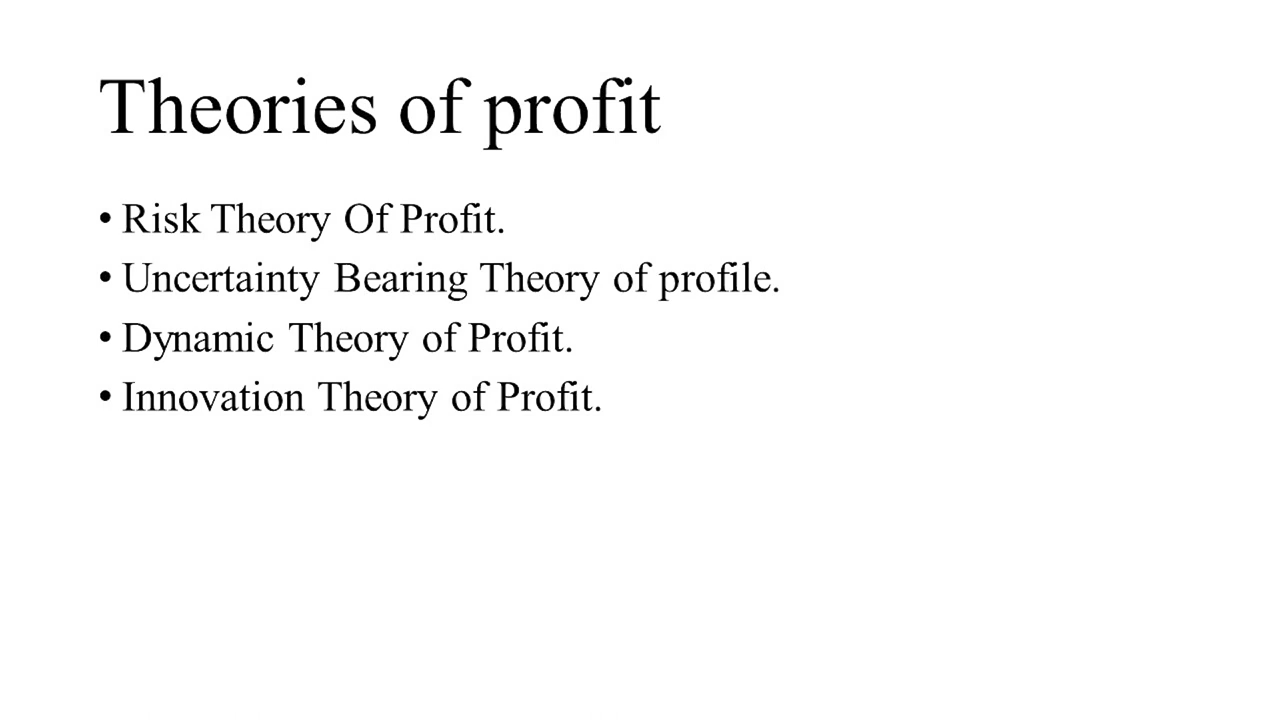 Theories of profit
• Risk Theory Of Profit.
• Uncertainty Bearing Theory of profile.
• Dynamic Theory of Profit.
• Innovation Theory of Profit.